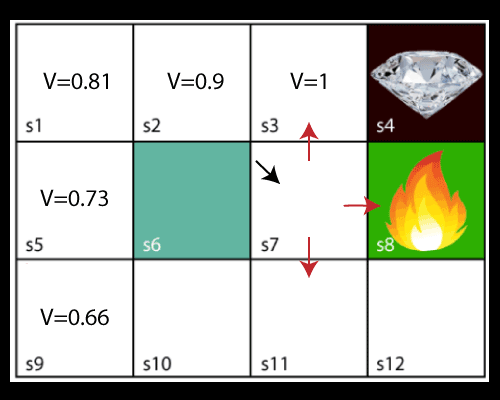 V=0.81
V=0.9
V=1
s1
s2
s3
s4
V=0.73
s5
s6
s7
s8
V=0.66
s9
s10
s11
s12